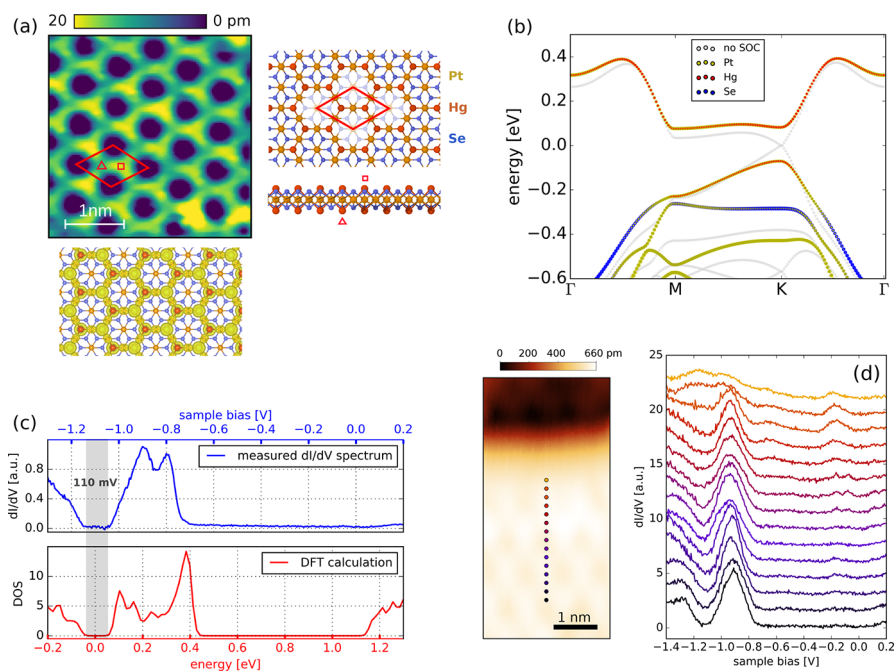 (a)
20
0 pm
1nm
Pt
Hg
Se
(b)
energy [eV]
0.4
0.2
0.0
−0.2
−0.4
−0.6
no SOC
Pt
Hg
Se
Γ
M
K
Γ
(c)
sample bias [V]
−1.2
−1.0
−0.8
−0.6
−0.4
−0.2
−0.0
0.2
dI/dV [a.u.]
0.8
0.4
0.0
110 mV
measured dI/dV spectrum
DOS
10
5
0
DFT calculation
−0.2
0.0
0.2
0.4
0.6
0.8
1.0
1.2
energy [eV]
0
200
400
660 pm
1 nm
(d)
dI/dV [a.u.]
25
20
15
10
5
0
−1.4
−1.2
−1.0
−0.8
−0.6
−0.4
−0.2
0.0
0.2
sample bias [V]